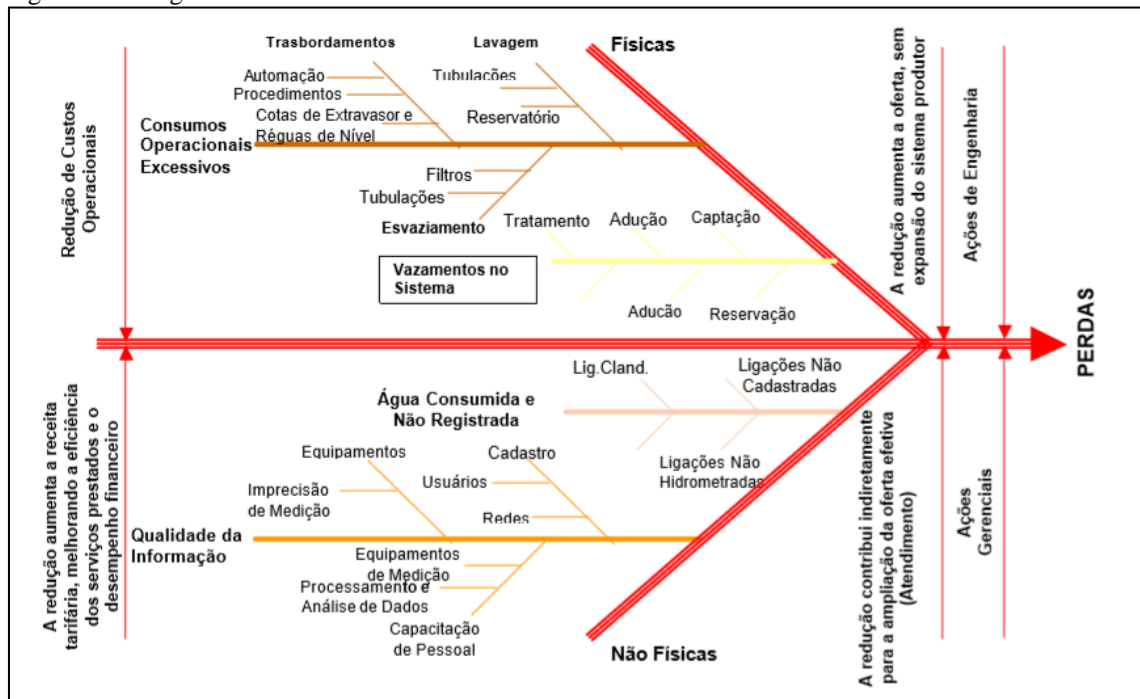 Trasbordamentos
Automação
Procedimentos
Cotas de Extravasor e
Réguas de Nível
Lavagem
Tubulações
Reservatório
Físicas
Consumos
Operacionais
Excessivos
Filtros
Tubulações
Esvaziamento
Tratamento
Adução
Captação
Vazamentos no
Sistema
Aducão
Reservação
Redução de Custos
Operacionais
A redução aumenta a oferta, sem
expansão do sistema produtor
Ações de Engenharia
PERDAS
Lig.Cland.
Ligações Não
Cadastradas
Água Consumida e
Não Registrada
Ligações Não
Hidrometradas
Equipamentos
Imprecisão
de Medição
Cadastro
Usuários
Redes
Qualidade da
Informação
Equipamentos
de Medição
Processamento e
Análise de Dados
Capacitação
de Pessoal
Não Físicas
A redução aumenta a receita
tarifária, melhorando a eficiência
dos serviços prestados e o
desempenho financeiro
A redução contribui indiretamente
para a ampliação da oferta efetiva
(Atendimento)
Ações
Gerenciais